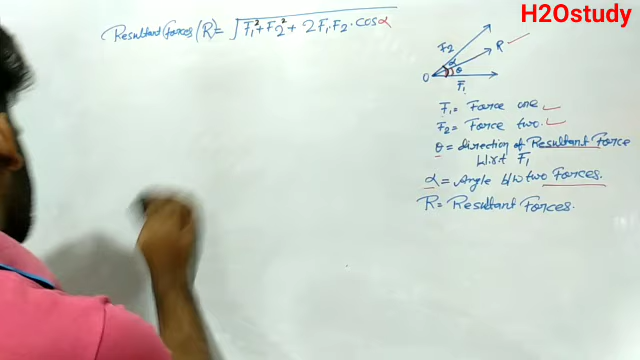 H2Ostudy
Resultant Forces (R) = √F₁² + F₂² + 2F₁·F₂·cosα
F2
R
α
θ
O
F₁
F₁ = Force one
F₂ = Force two.
θ = direction of Resultant Force
w.r.t F₁
α = Angle b/w two Forces.
R = Resultant Forces.